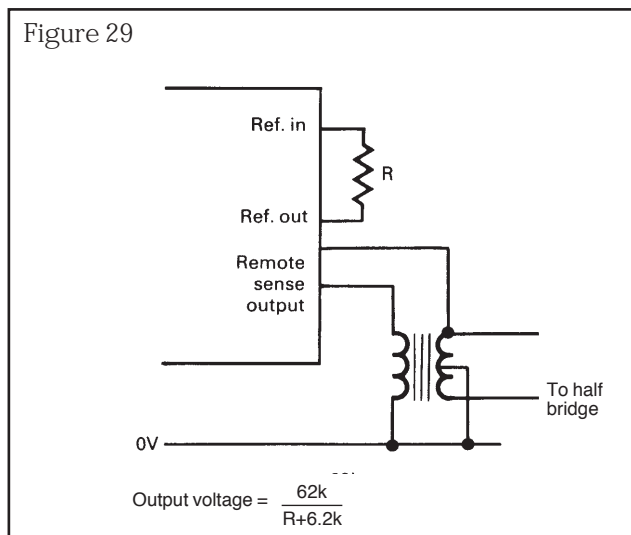 Figure 29
Ref. in
R
Ref. out
Remote
sense
output
To half
bridge
0V
Output voltage = 62k
R+6.2k